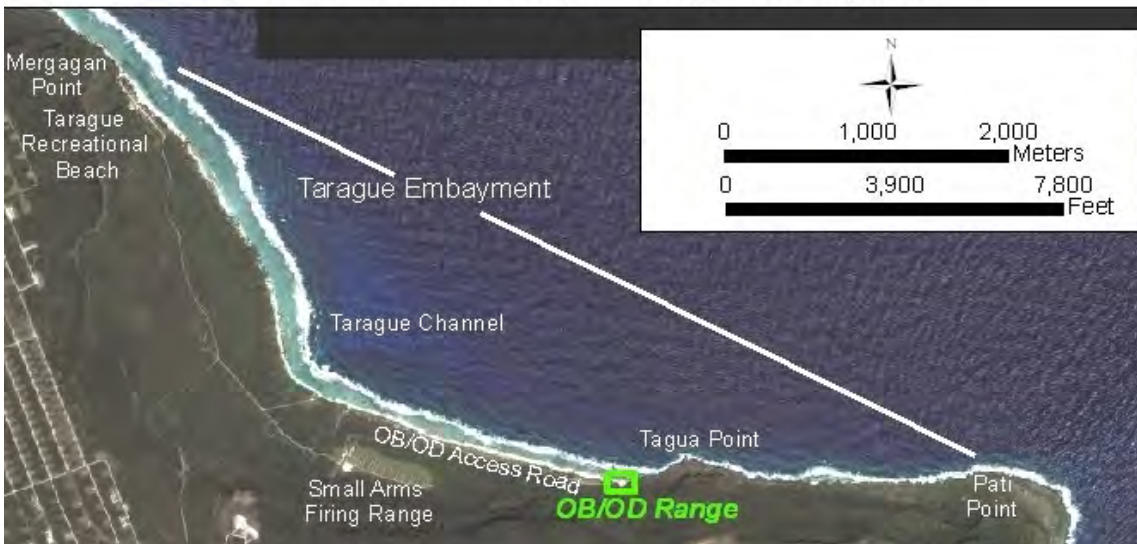 Mergagan
Point
Tarague
Recreational
Beach
N
0 1,000 2,000
Meters
0 3,900 7,800
Feet
Tarague Embayment
Tarague Channel
Tagua Point
OB/OD Access Road
Small Arms
Firing Range
OB/OD Range
Pati
Point